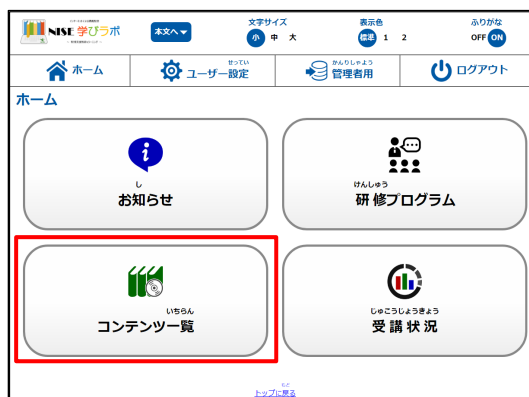 NISE 学びラボ
本文へ
文字サイズ
小 中 大
表示色
標準 1 2
ふりがな
OFF ON
ホーム
せってい
ユーザー設定
かんりしゃよう
管理者用
ログアウト
ホーム
し
お知らせ
けんしゅう
研修プログラム
いちらん
コンテンツ一覧
じゅこうじょうきょう
受講状況
もど
トップに戻る